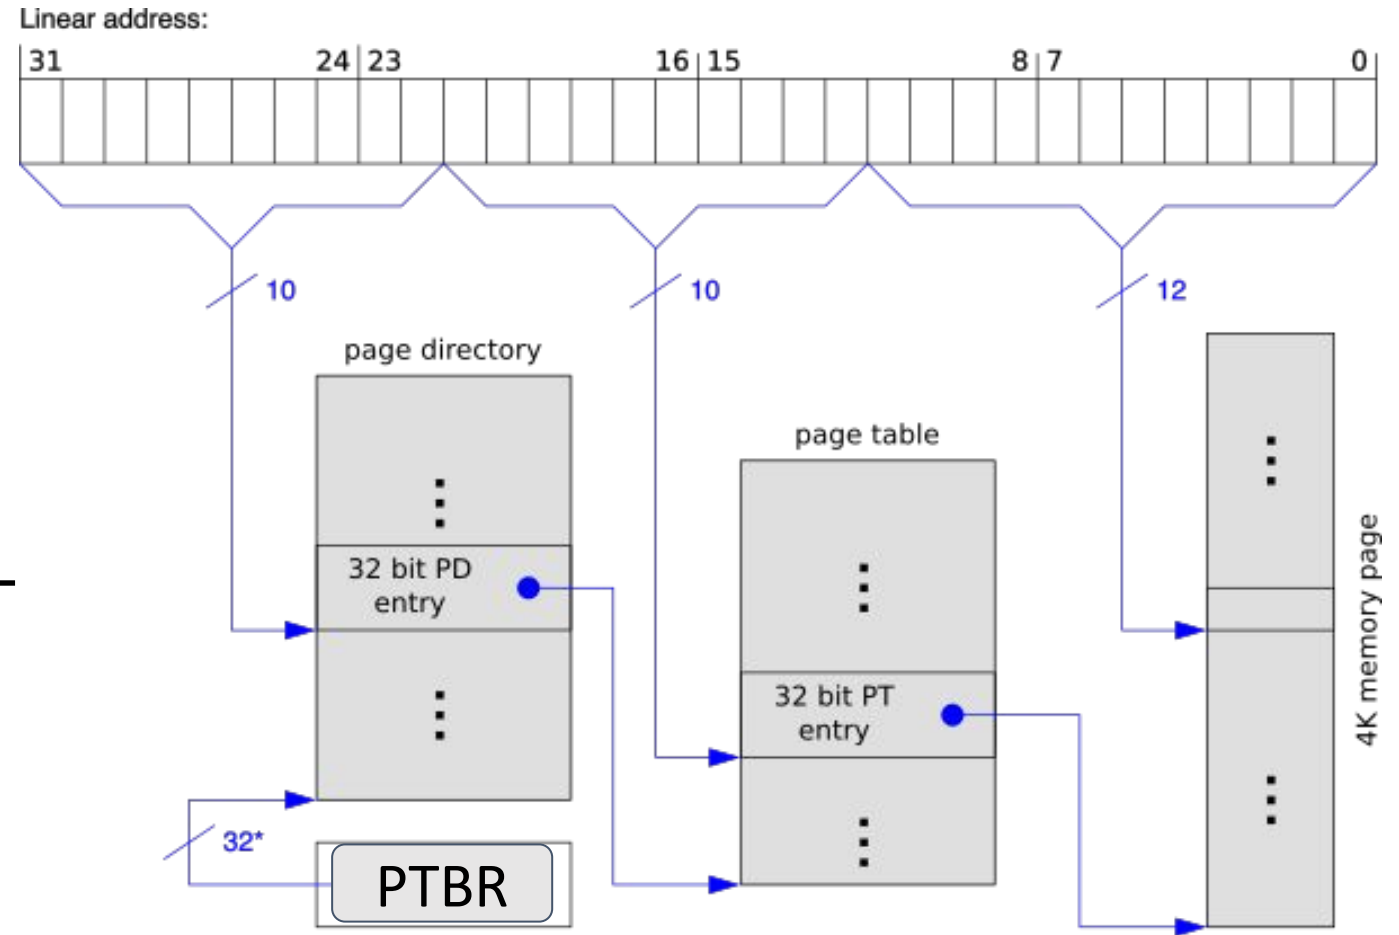 Linear address:
31 24 23 16 15 8 7 0
10 10 12
page directory
page table
32 bit PD
entry
32 bit PT
entry
4K memory page
32*
PTBR